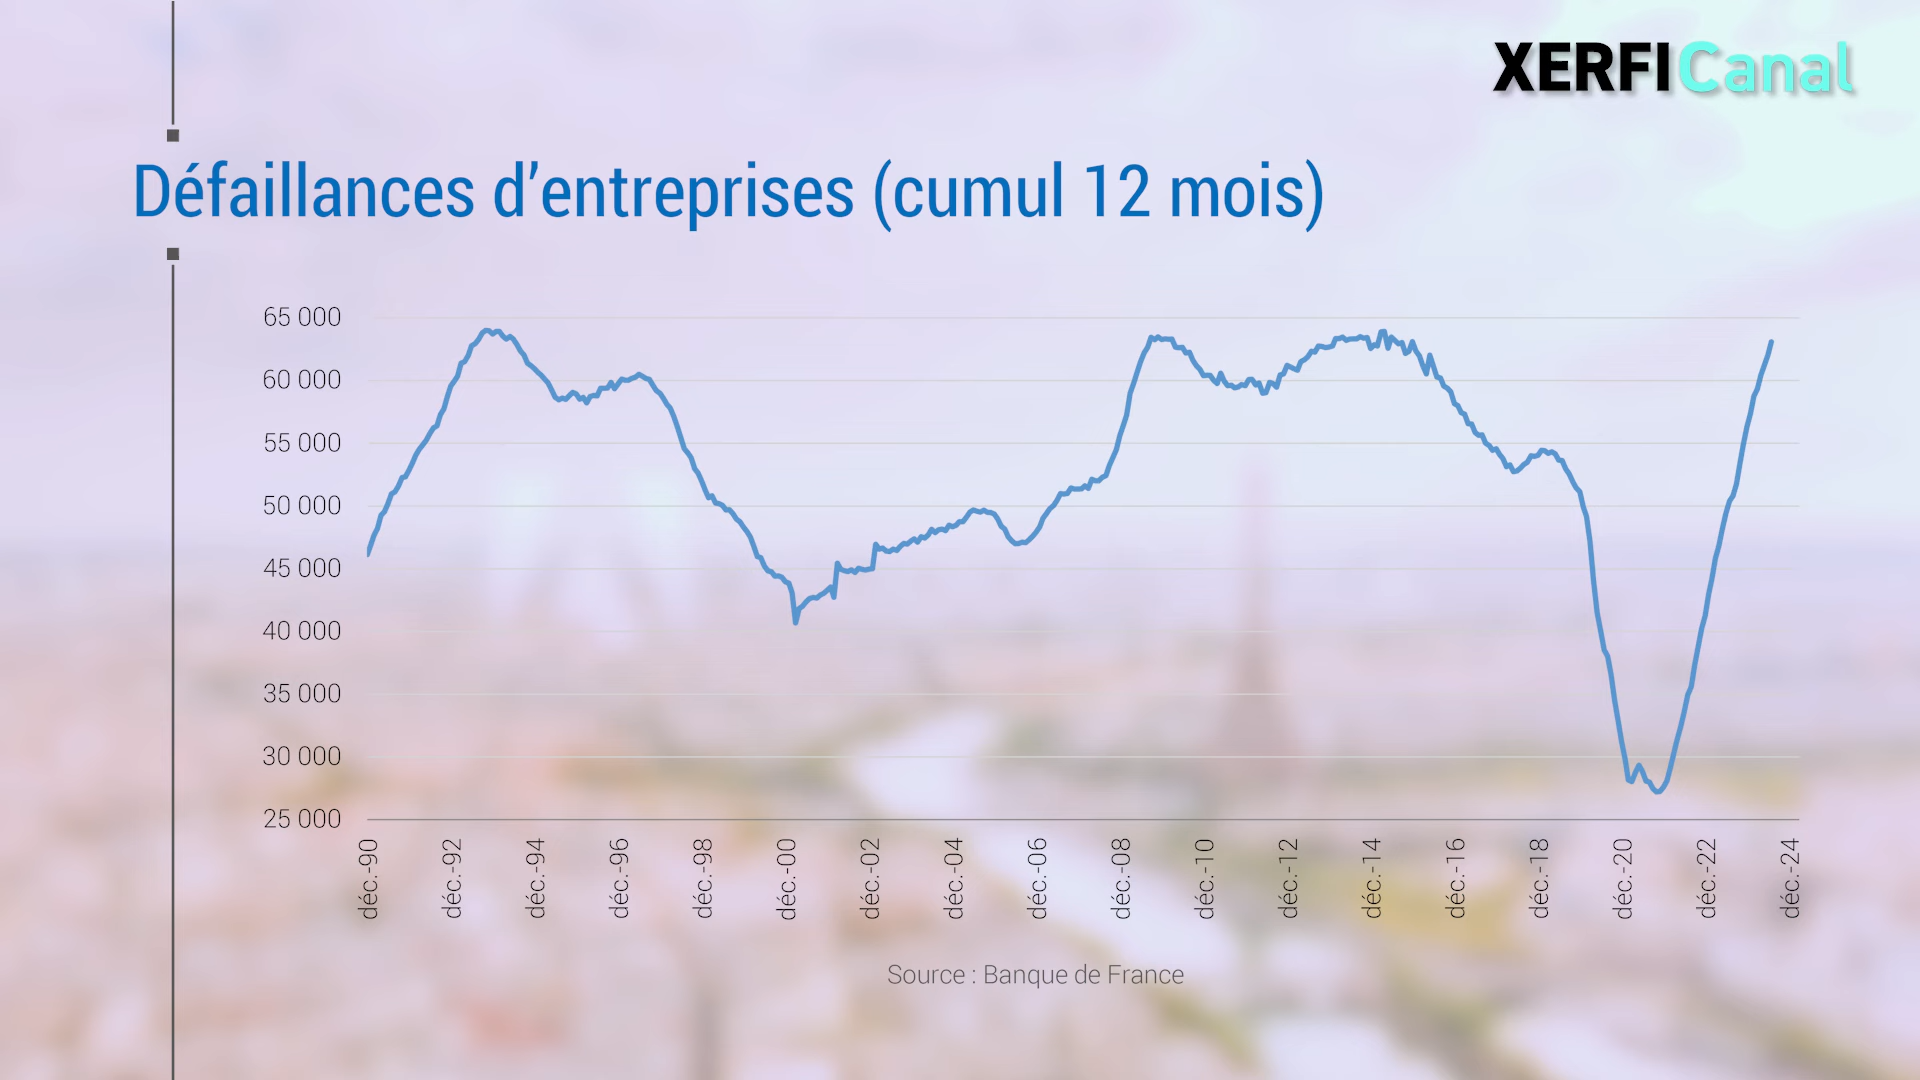 XERFI Canal
Défaillances d’entreprises (cumul 12 mois)
65 000
60 000
55 000
50 000
45 000
40 000
35 000
30 000
25 000
déc.-90
déc.-92
déc.-94
déc.-96
déc.-98
déc.-00
déc.-02
déc.-04
déc.-06
déc.-08
déc.-10
déc.-12
déc.-14
déc.-16
déc.-18
déc.-20
déc.-22
déc.-24
Source : Banque de France